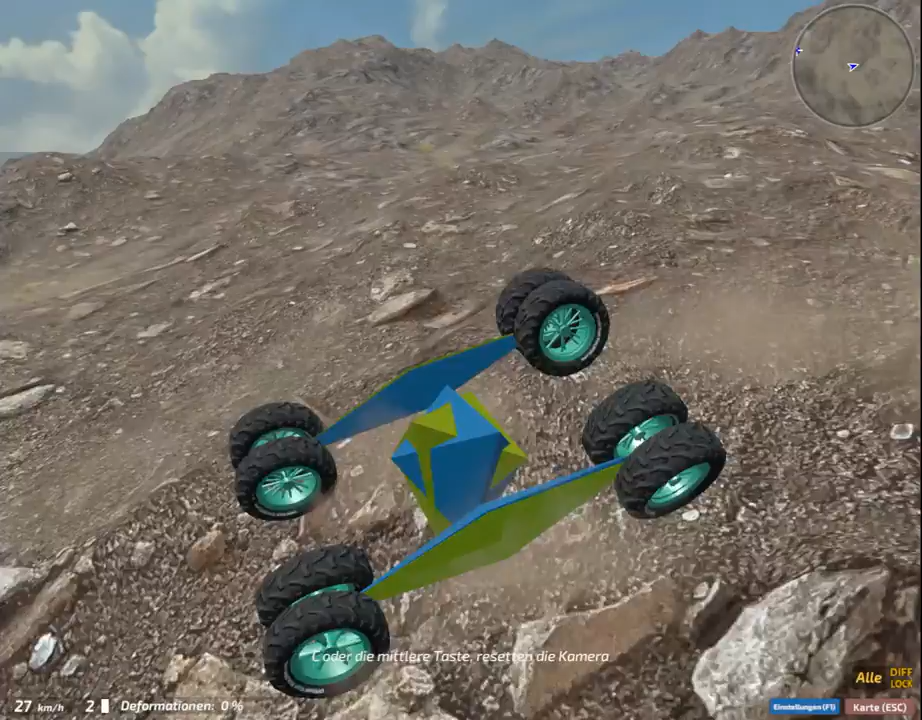 C oder die mittlere Taste, resetten die Kamera
Alle DIFF LOCK
27 km/h 2 Deformationen: 0 %
Einstellungen (F1) Karte (ESC)